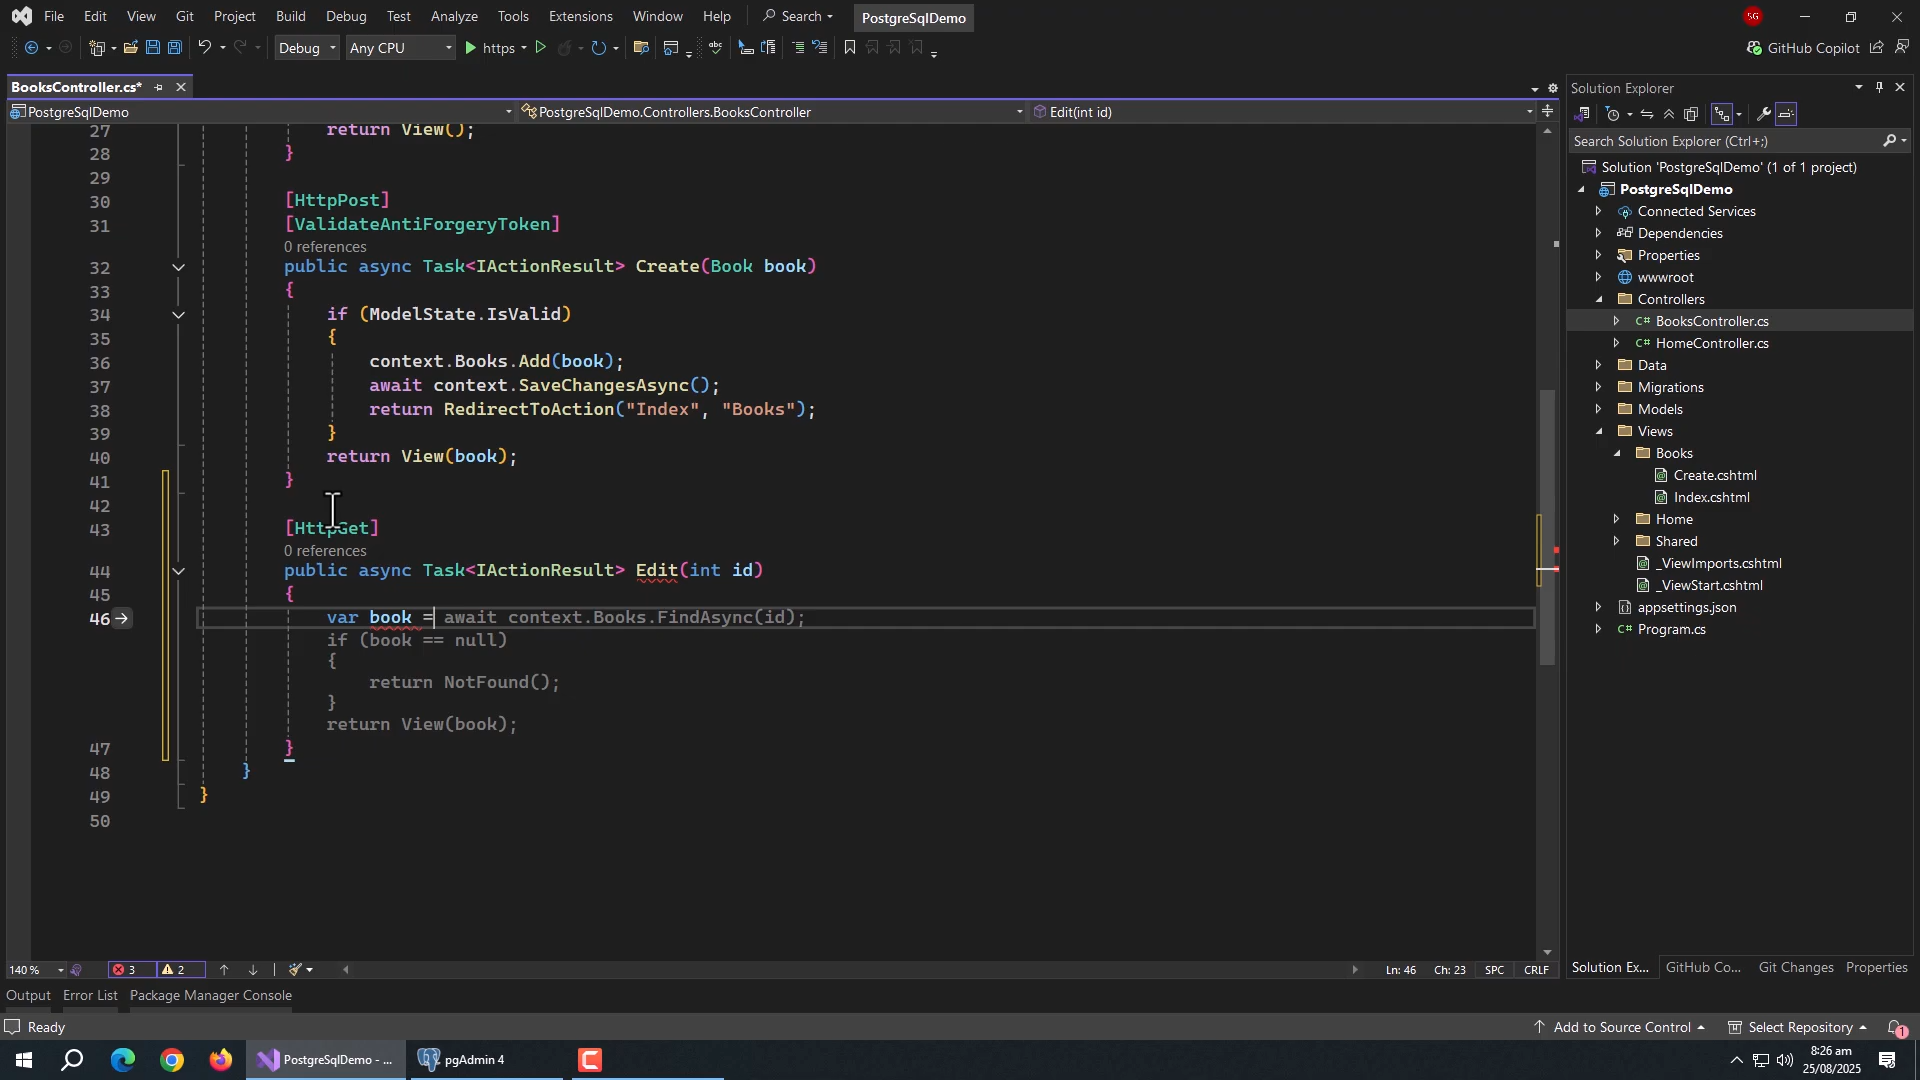 File Edit View Git Project Build Debug Test Analyze Tools Extensions Window Help Search PostgreSqlDemo SG
Debug Any CPU https GitHub Copilot
BooksController.cs*
PostgreSqlDemo PostgreSqlDemo.Controllers.BooksController Edit(int id)
27 return View();
28 }
29
30 [HttpPost]
31 [ValidateAntiForgeryToken]
0 references
32 public async Task<IActionResult> Create(Book book)
33 {
34 if (ModelState.IsValid)
35 {
36 context.Books.Add(book);
37 await context.SaveChangesAsync();
38 return RedirectToAction("Index", "Books");
39 }
40 return View(book);
41 }
42
43 [HttpGet]
0 references
44 public async Task<IActionResult> Edit(int id)
45 {
46 var book = await context.Books.FindAsync(id);
if (book == null)
{
return NotFound();
}
return View(book);
47 }
48 }
49 }
50
140 % 3 2 Ln: 46 Ch: 23 SPC CRLF
Solution Explorer
Search Solution Explorer (Ctrl+;)
Solution 'PostgreSqlDemo' (1 of 1 project)
PostgreSqlDemo
Connected Services
Dependencies
Properties
wwwroot
Controllers
C# BooksController.cs
C# HomeController.cs
Data
Migrations
Models
Views
Books
Create.cshtml
Index.cshtml
Home
Shared
_ViewImports.cshtml
_ViewStart.cshtml
appsettings.json
C# Program.cs
Solution Ex... GitHub Co... Git Changes Properties
Output Error List Package Manager Console
Ready Add to Source Control Select Repository 1
PostgreSqlDemo - ... pgAdmin 4 8:26 am
25/08/2025